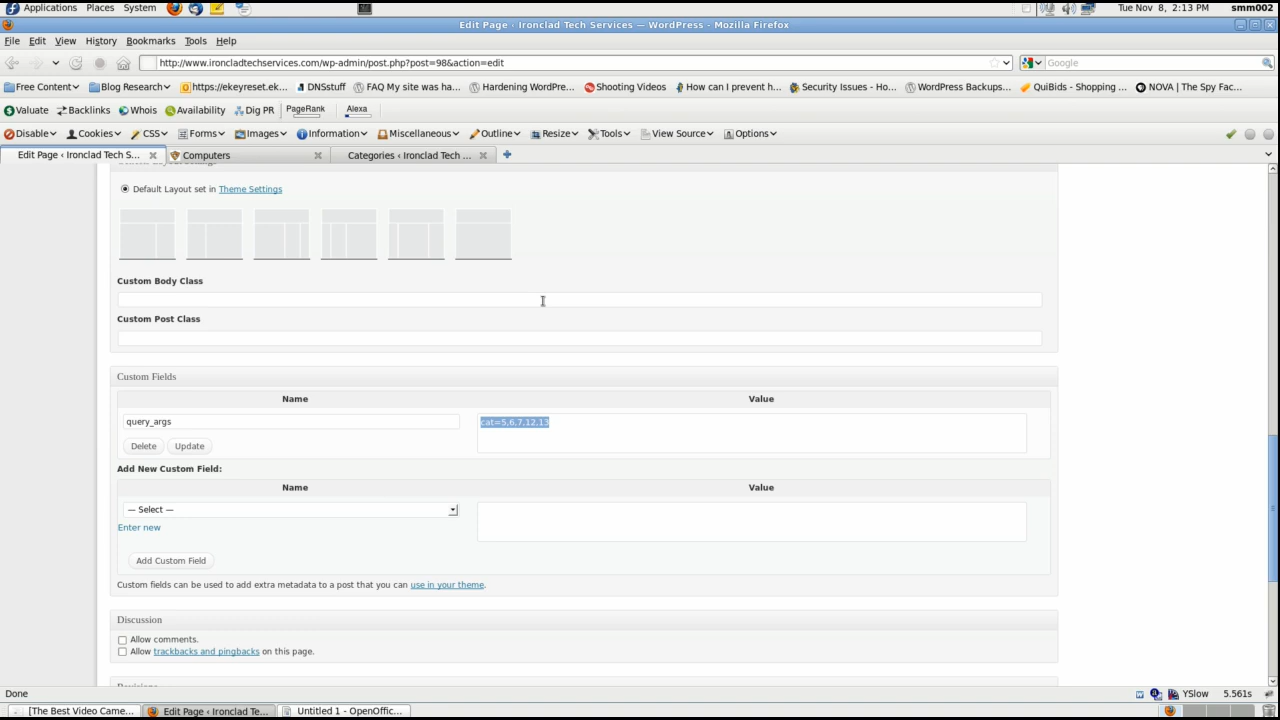 Applications Places System Tue Nov 8, 2:13 PM smm002
Edit Page ‹ Ironclad Tech Services — WordPress - Mozilla Firefox
File Edit View History Bookmarks Tools Help
http://www.ironcladtechservices.com/wp-admin/post.php?post=98&action=edit Google
Free Content Blog Research https://ekeyreset.ek... DNSstuff FAQ My site was ha... Hardening WordPre... Shooting Videos How can I prevent h... Security Issues - Ho... WordPress Backups... QuiBids - Shopping ... NOVA | The Spy Fac...
Valuate Backlinks Whois Availability Dig PR PageRank Alexa
Disable Cookies CSS Forms Images Information Miscellaneous Outline Resize Tools View Source Options
Edit Page ‹ Ironclad Tech S... Computers Categories ‹ Ironclad Tech ...
Default Layout set in Theme Settings
Custom Body Class
Custom Post Class
Custom Fields
Name Value
query_args cat=5,6,7,12,13
Delete Update
Add New Custom Field:
Name Value
— Select —
Enter new
Add Custom Field
Custom fields can be used to add extra metadata to a post that you can use in your theme.
Discussion
Allow comments.
Allow trackbacks and pingbacks on this page.
Done YSlow 5.561s
[The Best Video Came... Edit Page ‹ Ironclad Te... Untitled 1 - OpenOffic...